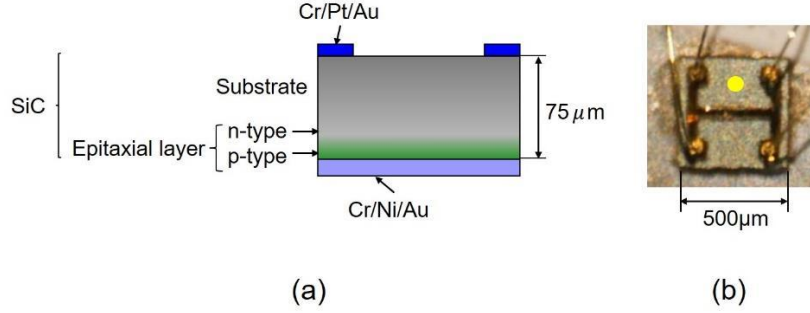 Cr/Pt/Au
SiC
Substrate
Epitaxial layer
n-type
p-type
75 μm
Cr/Ni/Au
500μm
(a)
(b)